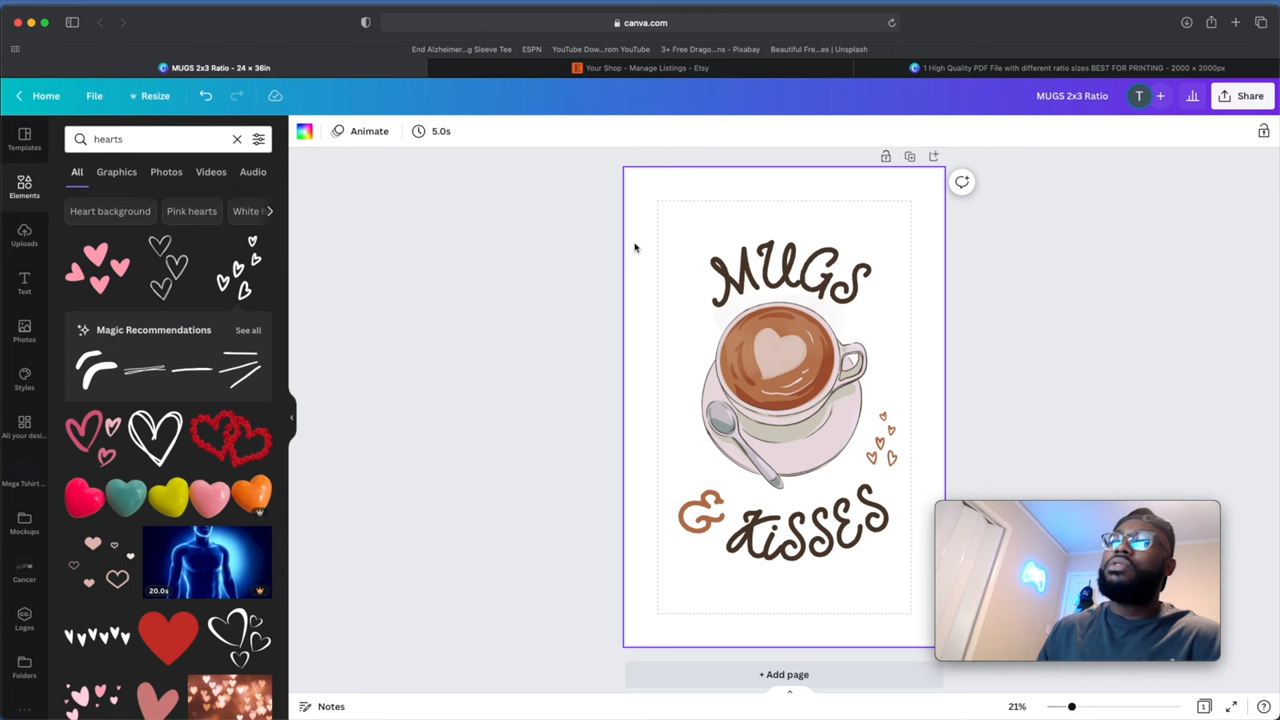 canva.com
End Alzheimer...g Sleeve Tee ESPN YouTube Dow...rom YouTube 3+ Free Drago...ns - Pixabay Beautiful Fre...es | Unsplash
MUGS 2x3 Ratio - 24 × 36in Your Shop - Manage Listings - Etsy 1 High Quality PDF File with different ratio sizes BEST FOR PRINTING - 2000 × 2000px
Home File Resize MUGS 2x3 Ratio T Share
Templates
Elements
Uploads
Text
Photos
Styles
All your desi...
Mega Tshirt ...
Mockups
Cancer
Logos
Folders
hearts
All Graphics Photos Videos Audio
Heart background Pink hearts White h
Magic Recommendations See all
20.0s
Animate 5.0s
MUGS
& KISSES
+ Add page
Notes 21% 1